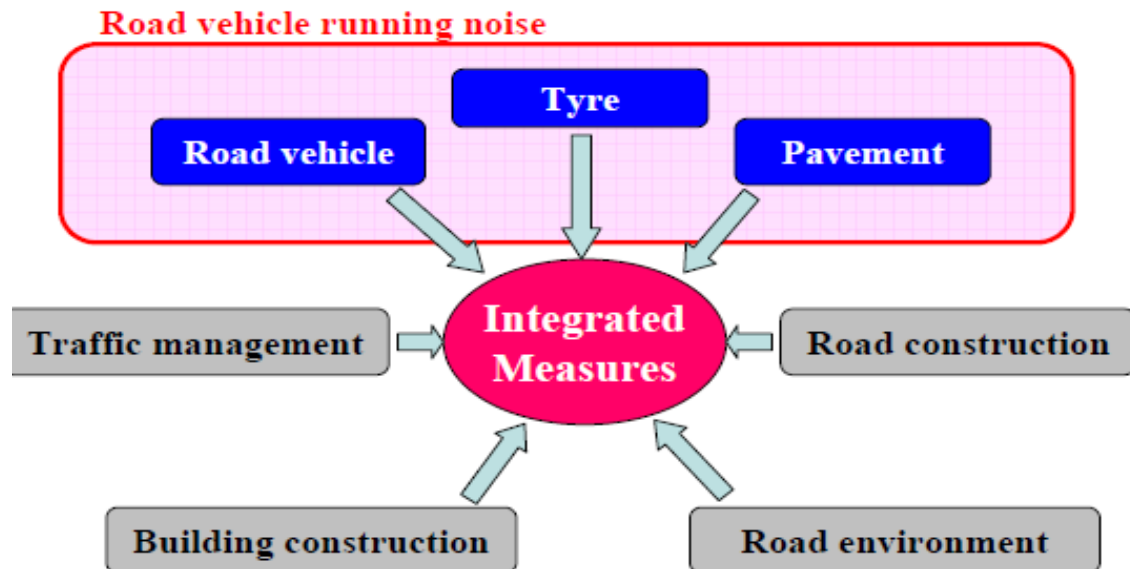 Road vehicle running noise
Tyre
Road vehicle
Pavement
Integrated
Measures
Traffic management
Road construction
Building construction
Road environment